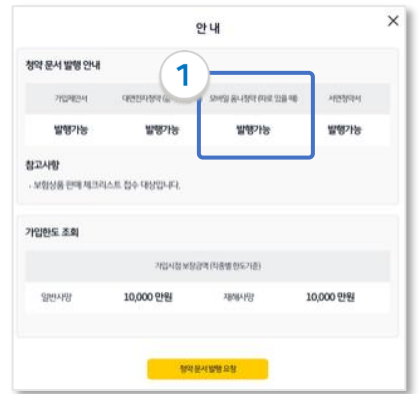 안 내
청약 문서 발행 안내
1
가입제안서 대면전자청약 모바일 옴니청약 (따로 있을 때) 서면청약서
발행가능 발행가능 발행가능 발행가능
참고사항
· 보험상품 판매 체크리스트 접수 대상입니다.
가입한도 조회
가입시점 보장금액 (직종별 한도기준)
일반사망 10,000 만원 재해사망 10,000 만원
청약 문서 발행 요청